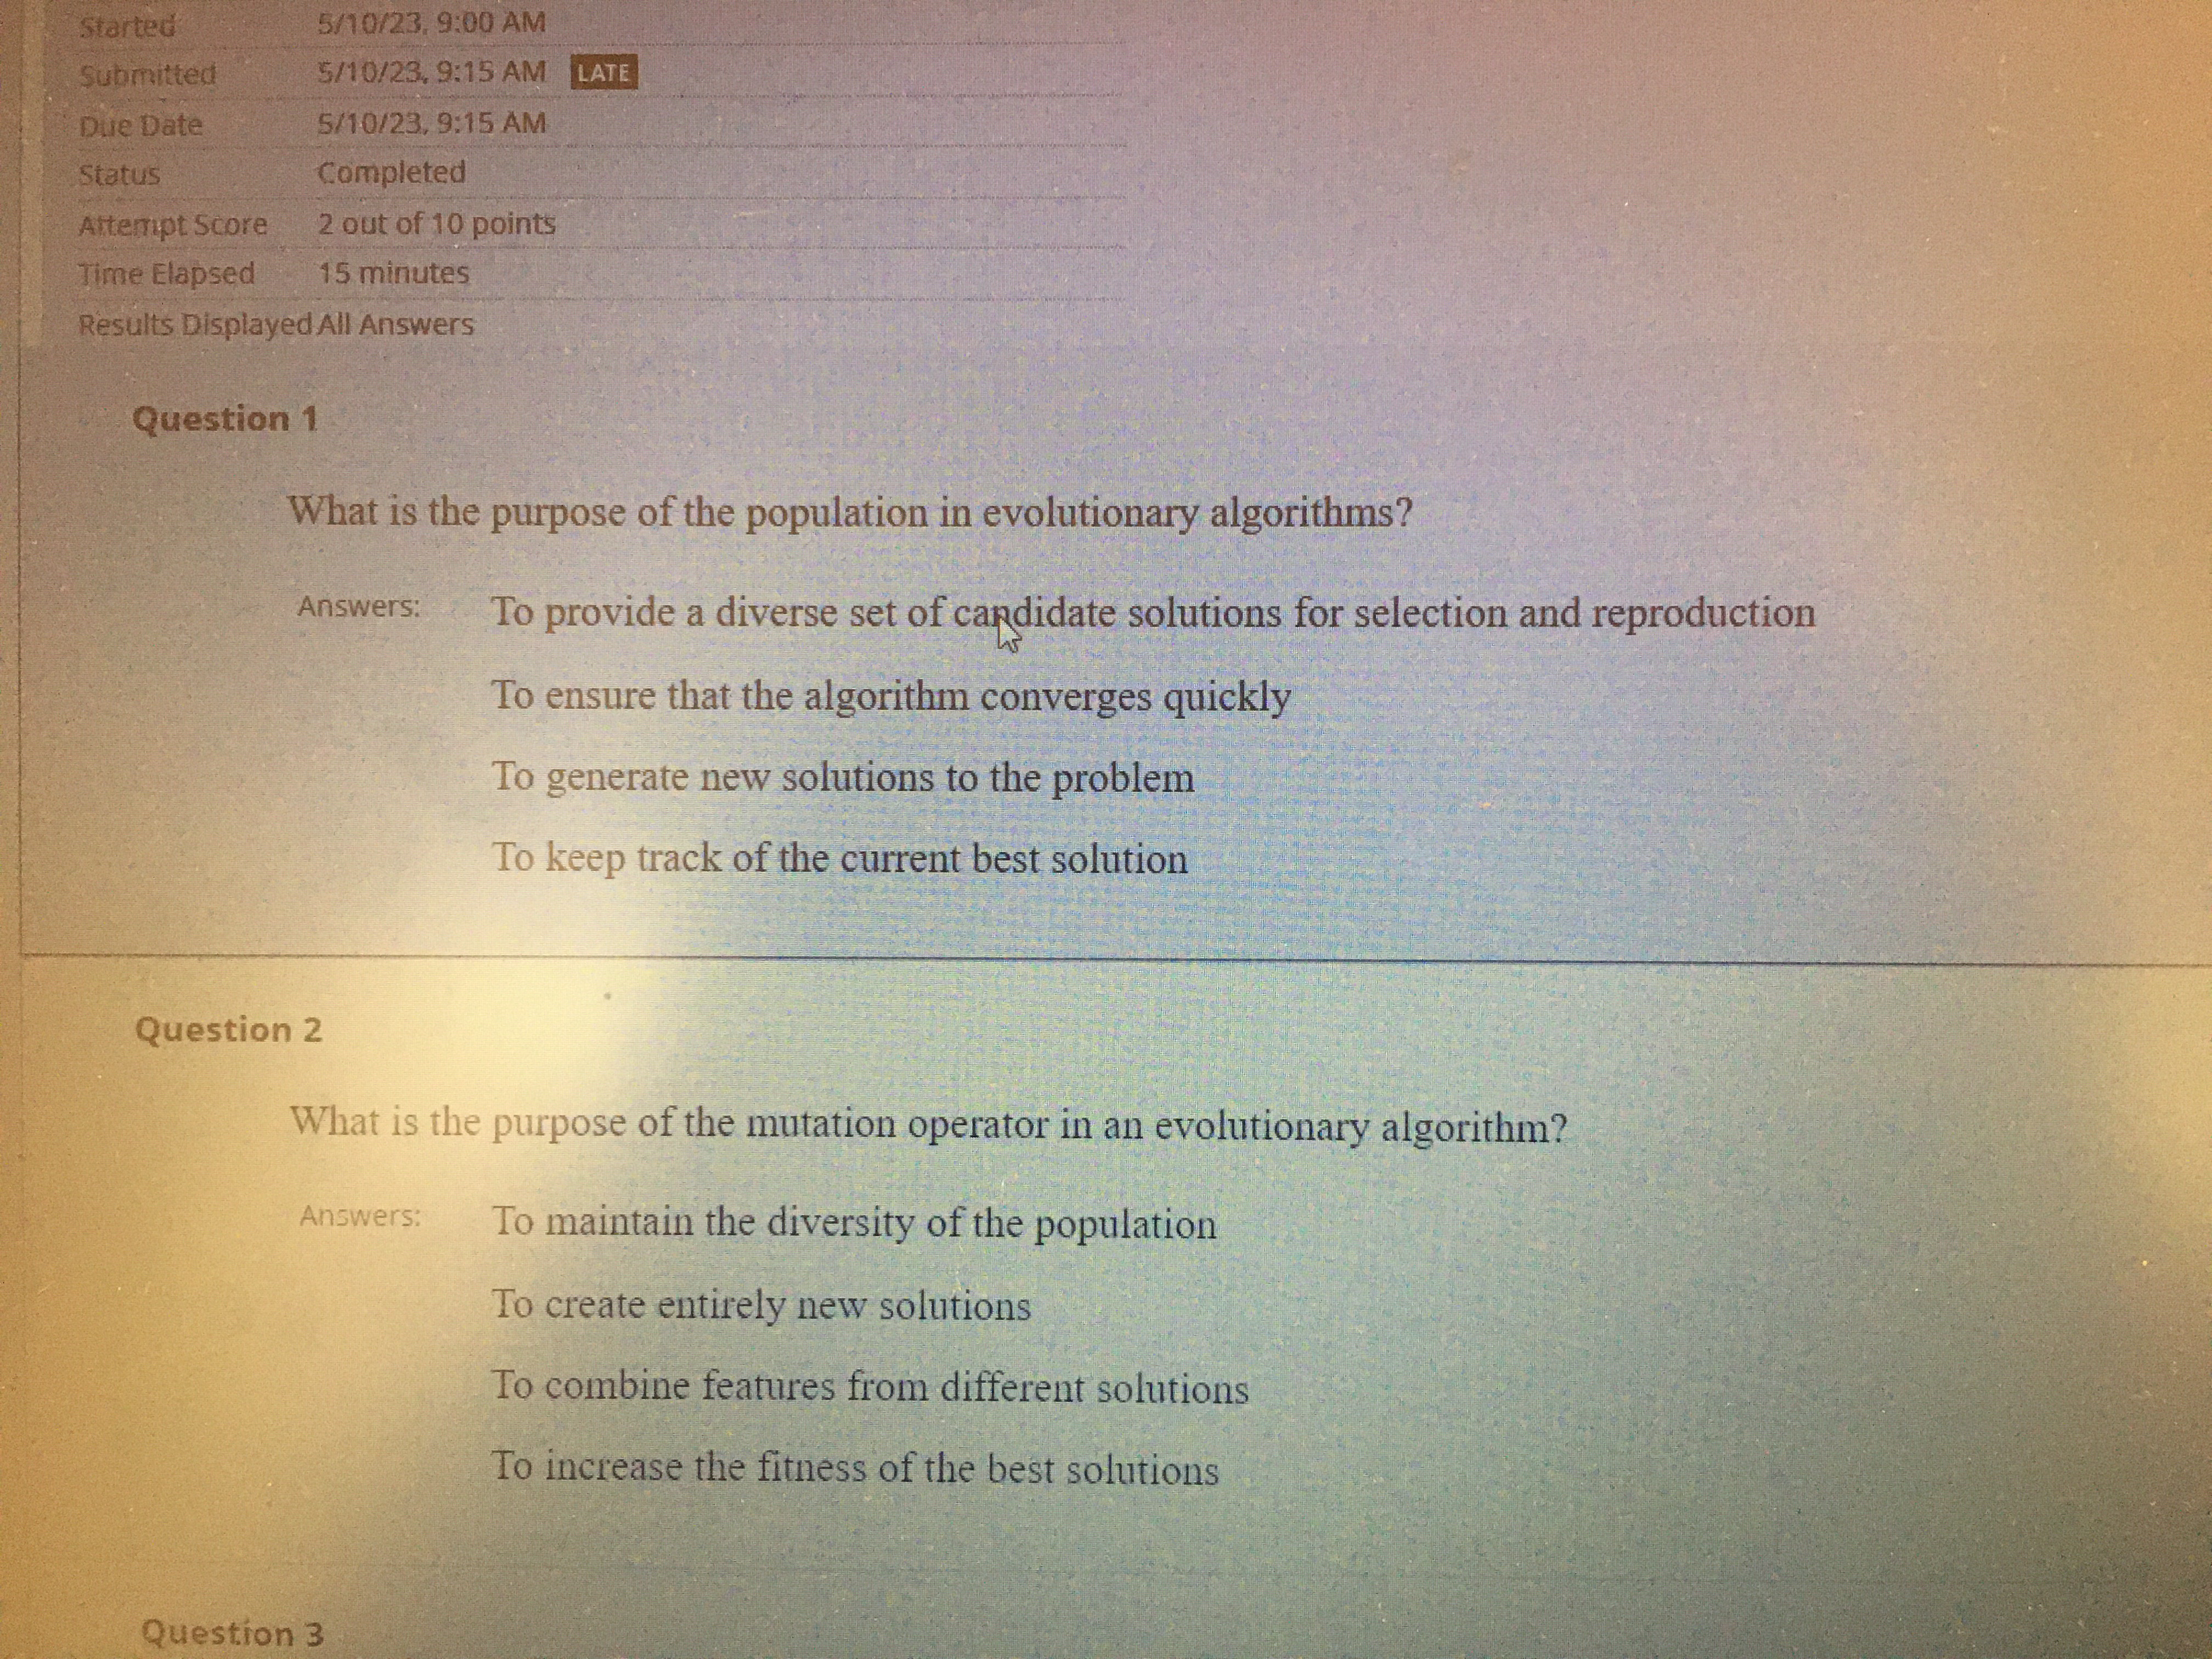 Started 5/10/23, 9:00 AM
Submitted 5/10/23, 9:15 AM LATE
Due Date 5/10/23, 9:15 AM
Status Completed
Attempt Score 2 out of 10 points
Time Elapsed 15 minutes
Results Displayed All Answers
Question 1
What is the purpose of the population in evolutionary algorithms?
Answers: To provide a diverse set of candidate solutions for selection and reproduction
To ensure that the algorithm converges quickly
To generate new solutions to the problem
To keep track of the current best solution
Question 2
What is the purpose of the mutation operator in an evolutionary algorithm?
Answers: To maintain the diversity of the population
To create entirely new solutions
To combine features from different solutions
To increase the fitness of the best solutions
Question 3